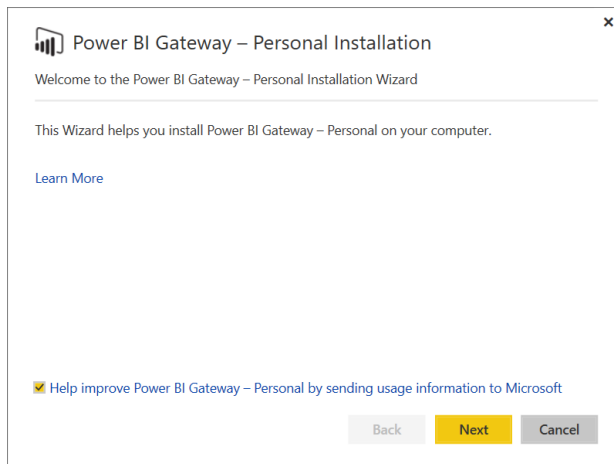 Power BI Gateway – Personal Installation
Welcome to the Power BI Gateway – Personal Installation Wizard
This Wizard helps you install Power BI Gateway – Personal on your computer.
Learn More
Help improve Power BI Gateway – Personal by sending usage information to Microsoft
Back Next Cancel